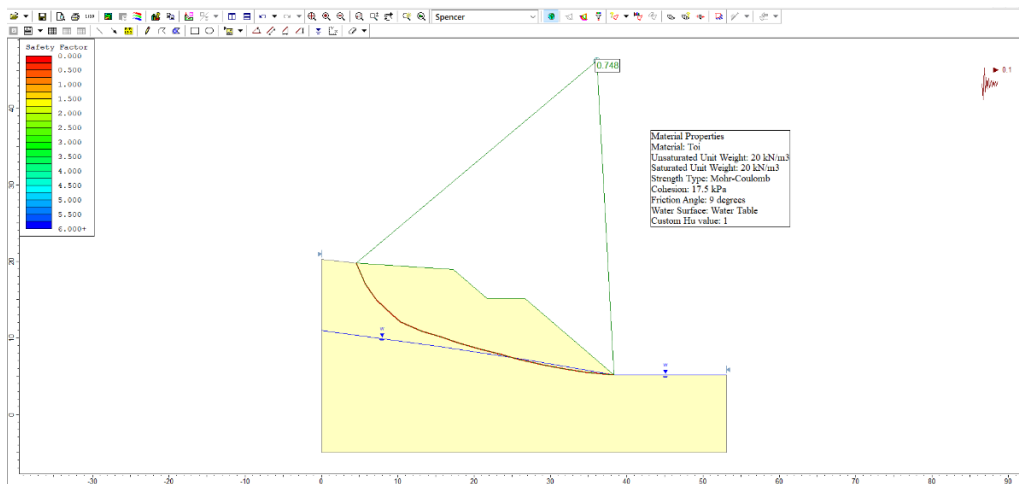 Spencer
Safety Factor
0.000
0.500
1.000
1.500
2.000
2.500
3.000
3.500
4.000
4.500
5.000
5.500
6.000+
0.748
0.1
Material Properties
Material: Toi
Unsaturated Unit Weight: 20 kN/m3
Saturated Unit Weight: 20 kN/m3
Strength Type: Mohr-Coulomb
Cohesion: 17.5 kPa
Friction Angle: 9 degrees
Water Surface: Water Table
Custom Hu value: 1
40
30
20
10
0
-30 -20 -10 0 10 20 30 40 50 60 70 80 90